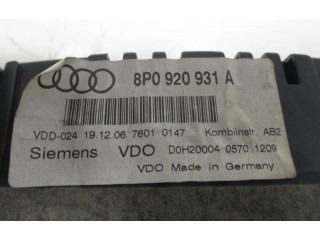 8P0 920 931 A
VDD-024 19.12.06 7601 0147 Kombiinstr. AB2
Siemens VDO D0H20004 0570 1209
VDO Made in Germany